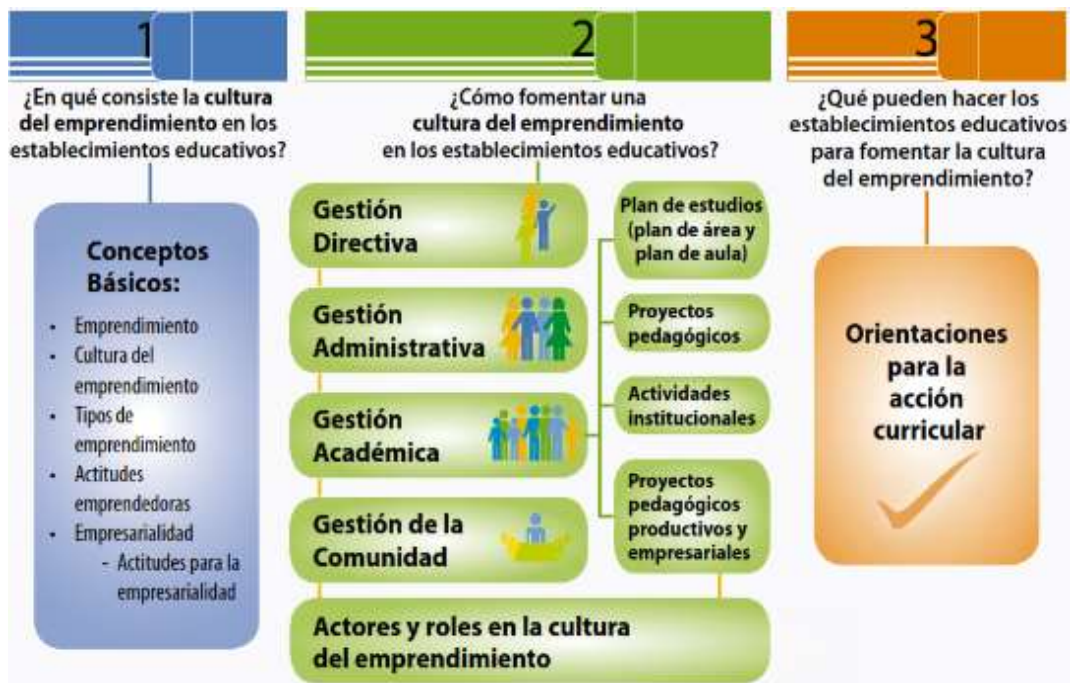 1
¿En qué consiste la cultura
del emprendimiento en los
establecimientos educativos?
Conceptos
Básicos:
• Emprendimiento
• Cultura del
emprendimiento
• Tipos de
emprendimiento
• Actitudes
emprendedoras
• Empresarialidad
- Actitudes para la
empresarialidad
2
¿Cómo fomentar una
cultura del emprendimiento
en los establecimientos educativos?
Gestión
Directiva
Gestión
Administrativa
Gestión
Académica
Gestión de la
Comunidad
Plan de estudios
(plan de área y
plan de aula)
Proyectos
pedagógicos
Actividades
institucionales
Proyectos
pedagógicos
productivos y
empresariales
Actores y roles en la cultura
del emprendimiento
3
¿Qué pueden hacer los
establecimientos educativos
para fomentar la cultura
del emprendimiento?
Orientaciones
para la
acción
curricular